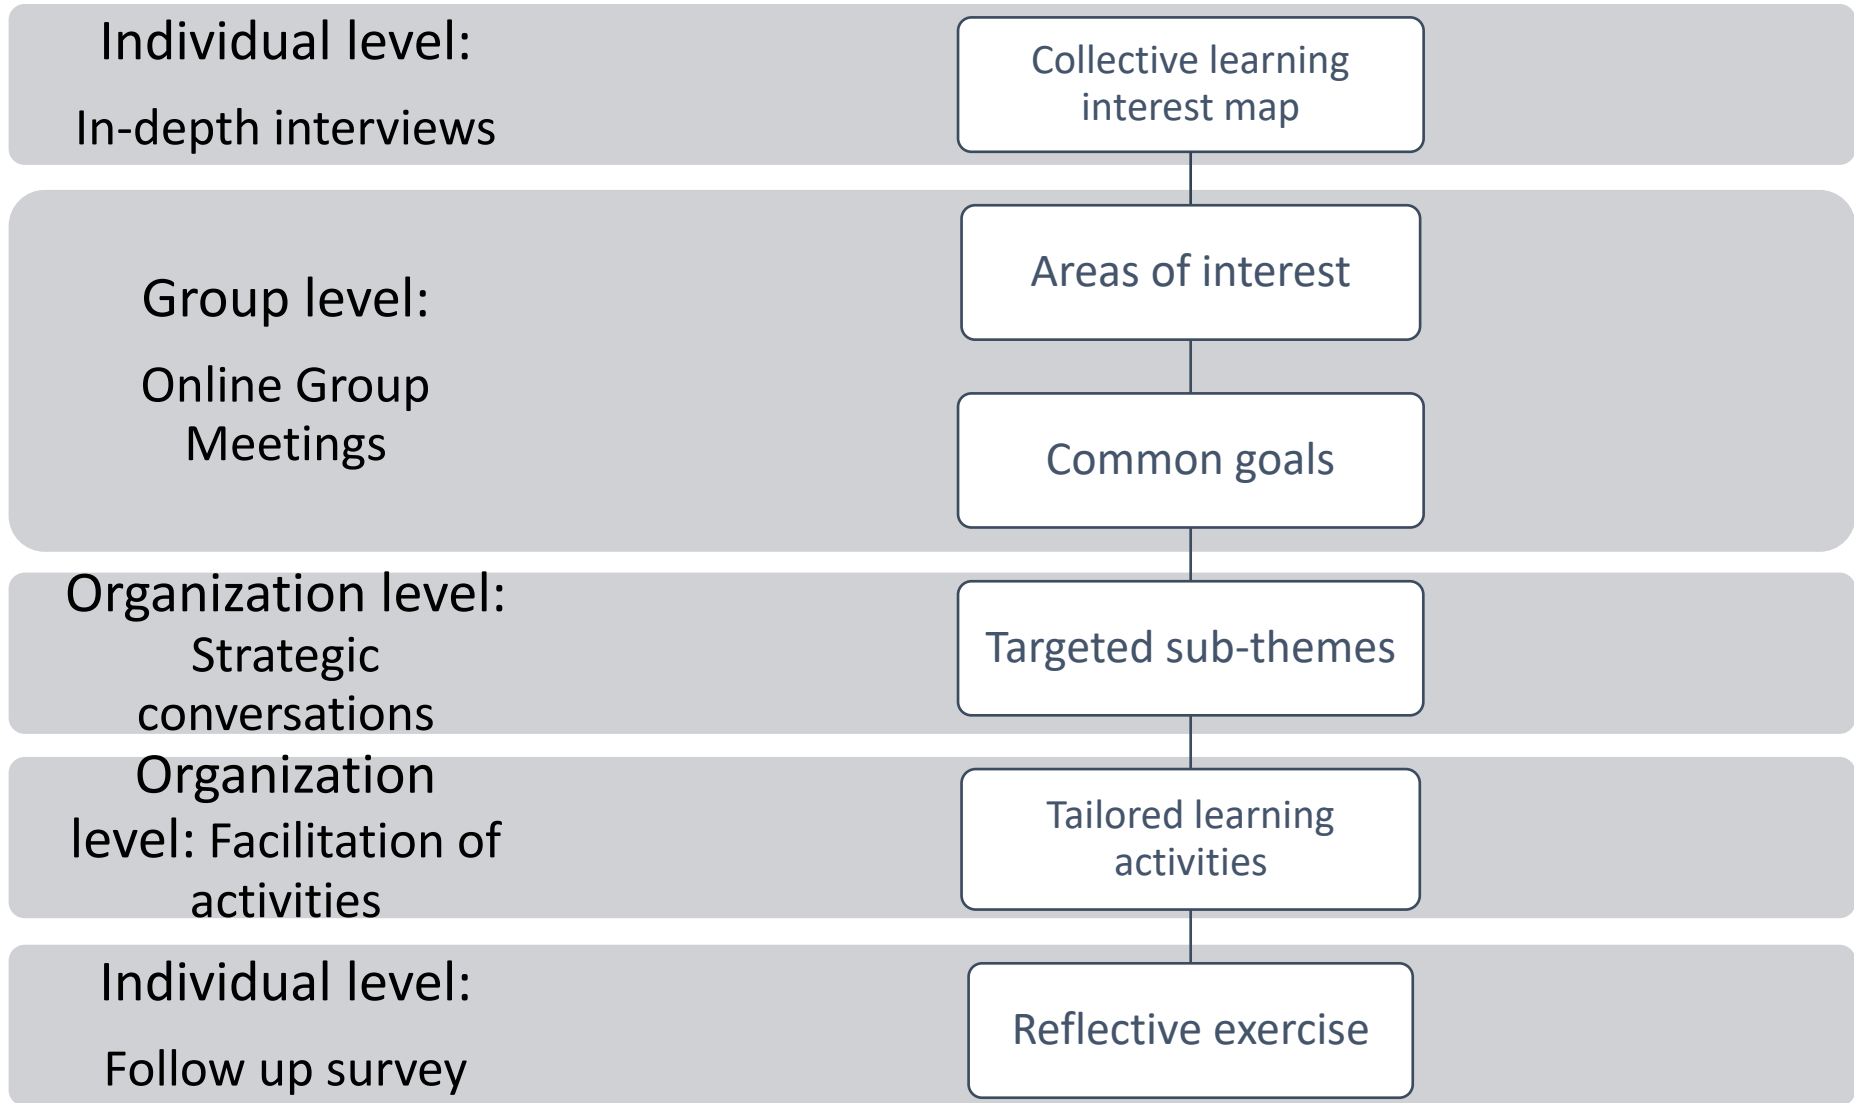 Individual level:
In-depth interviews
Collective learning
interest map
Group level:
Online Group
Meetings
Areas of interest
Common goals
Organization level:
Strategic
conversations
Targeted sub-themes
Organization
level: Facilitation of
activities
Tailored learning
activities
Individual level:
Follow up survey
Reflective exercise